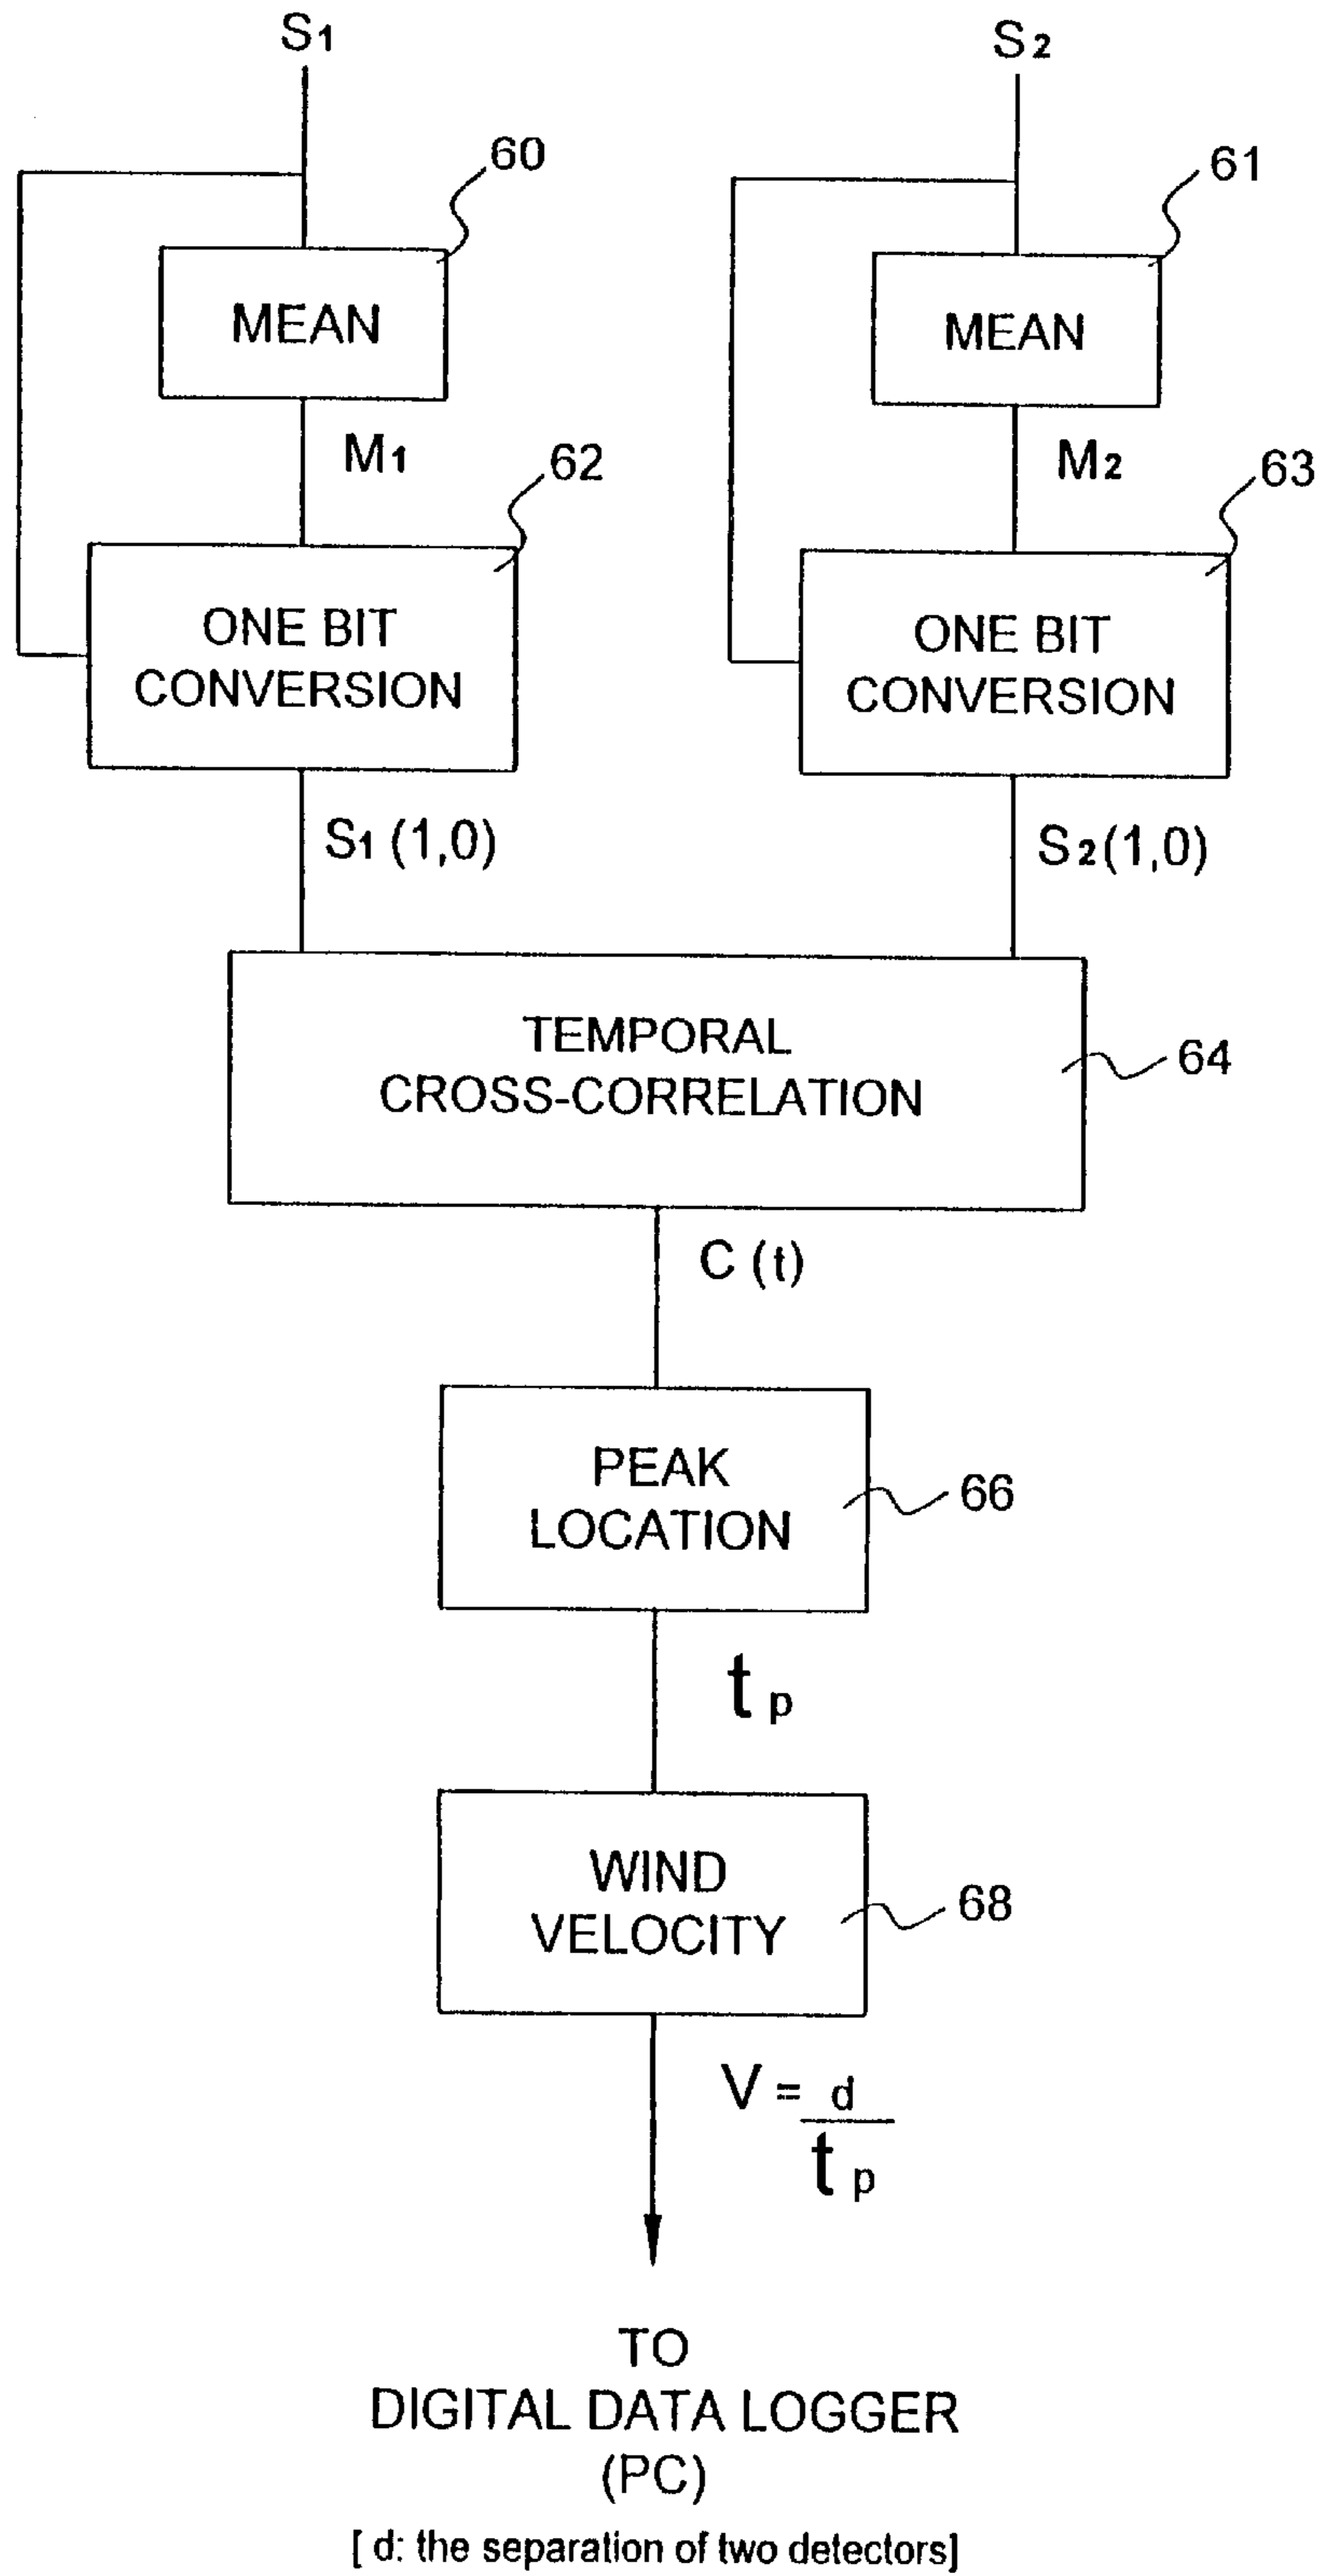 S1
S2
60
61
MEAN
MEAN
M1
M2
62
63
ONE BIT
CONVERSION
ONE BIT
CONVERSION
S1 (1,0)
S2 (1,0)
TEMPORAL
CROSS-CORRELATION
64
C (t)
PEAK
LOCATION
66
tp
WIND
VELOCITY
68
V = d
tp
TO
DIGITAL DATA LOGGER
(PC)
[ d: the separation of two detectors]